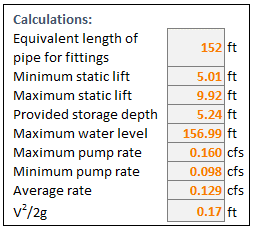 Calculations:
Equivalent length of
pipe for fittings 152 ft
Minimum static lift 5.01 ft
Maximum static lift 9.92 ft
Provided storage depth 5.24 ft
Maximum water level 156.99 ft
Maximum pump rate 0.160 cfs
Minimum pump rate 0.098 cfs
Average rate 0.129 cfs
V²/2g 0.17 ft